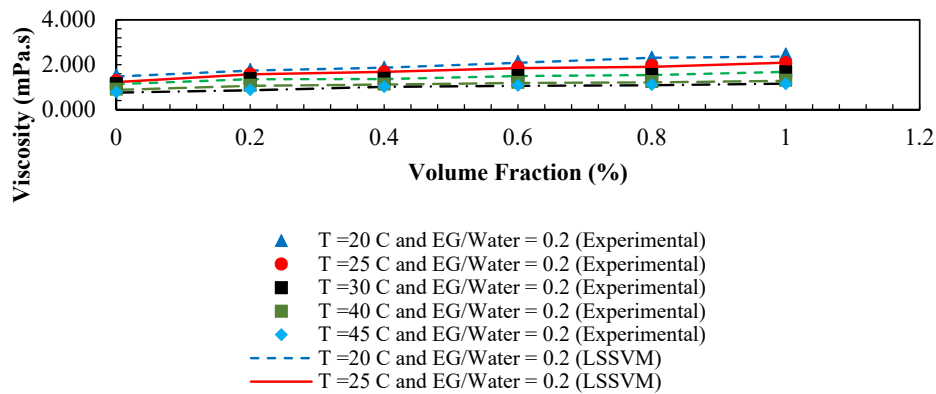 Viscosity (mPa.s)
4.000
2.000
0.000
0 0.2 0.4 0.6 0.8 1 1.2
Volume Fraction (%)
T =20 C and EG/Water = 0.2 (Experimental)
T =25 C and EG/Water = 0.2 (Experimental)
T =30 C and EG/Water = 0.2 (Experimental)
T =40 C and EG/Water = 0.2 (Experimental)
T =45 C and EG/Water = 0.2 (Experimental)
T =20 C and EG/Water = 0.2 (LSSVM)
T =25 C and EG/Water = 0.2 (LSSVM)